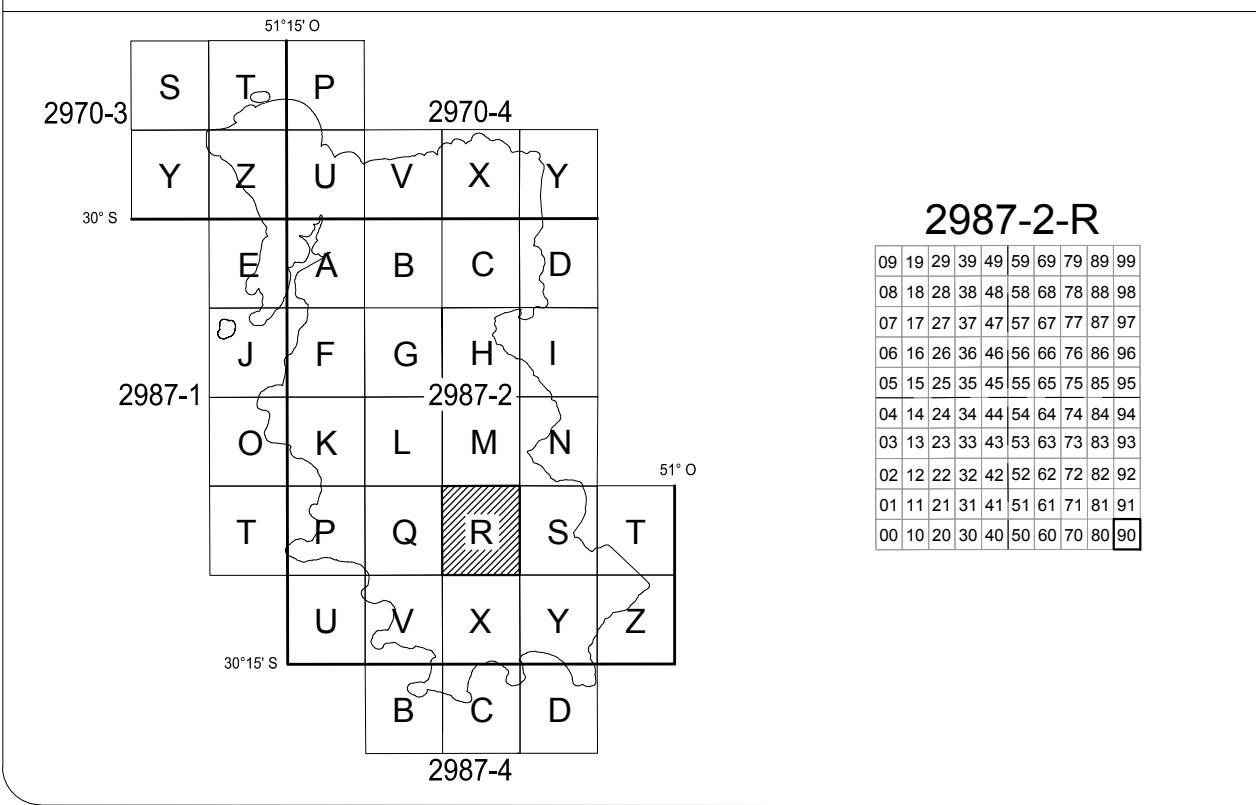 51°15' O
S T P
2970-3
2970-4
Y Z U V X Y
30° S
E A B C D
J F G H I
2987-1
2987-2
O K L M N
51° O
T P Q R S T
U V X Y Z
30°15' S
B C D
2987-4
2987-2-R
09 19 29 39 49 59 69 79 89 99
08 18 28 38 48 58 68 78 88 98
07 17 27 37 47 57 67 77 87 97
06 16 26 36 46 56 66 76 86 96
05 15 25 35 45 55 65 75 85 95
04 14 24 34 44 54 64 74 84 94
03 13 23 33 43 53 63 73 83 93
02 12 22 32 42 52 62 72 82 92
01 11 21 31 41 51 61 71 81 91
00 10 20 30 40 50 60 70 80 90